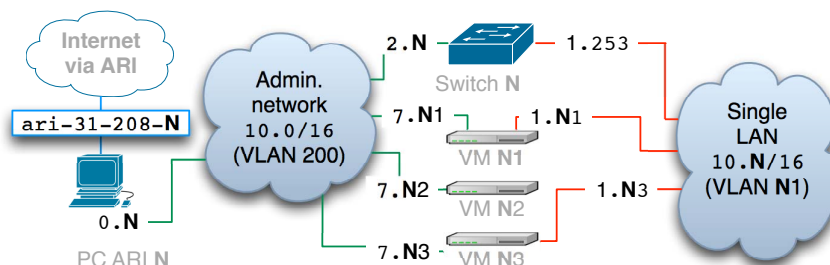 Internet
via ARI
ari-31-208-N
0.N
PC ARI N
Admin.
network
10.0/16
(VLAN 200)
2.N
1.253
Switch N
7.N1
1.N1
VM N1
7.N2
VM N2
7.N3
1.N3
VM N3
Single
LAN
10.N/16
(VLAN N1)